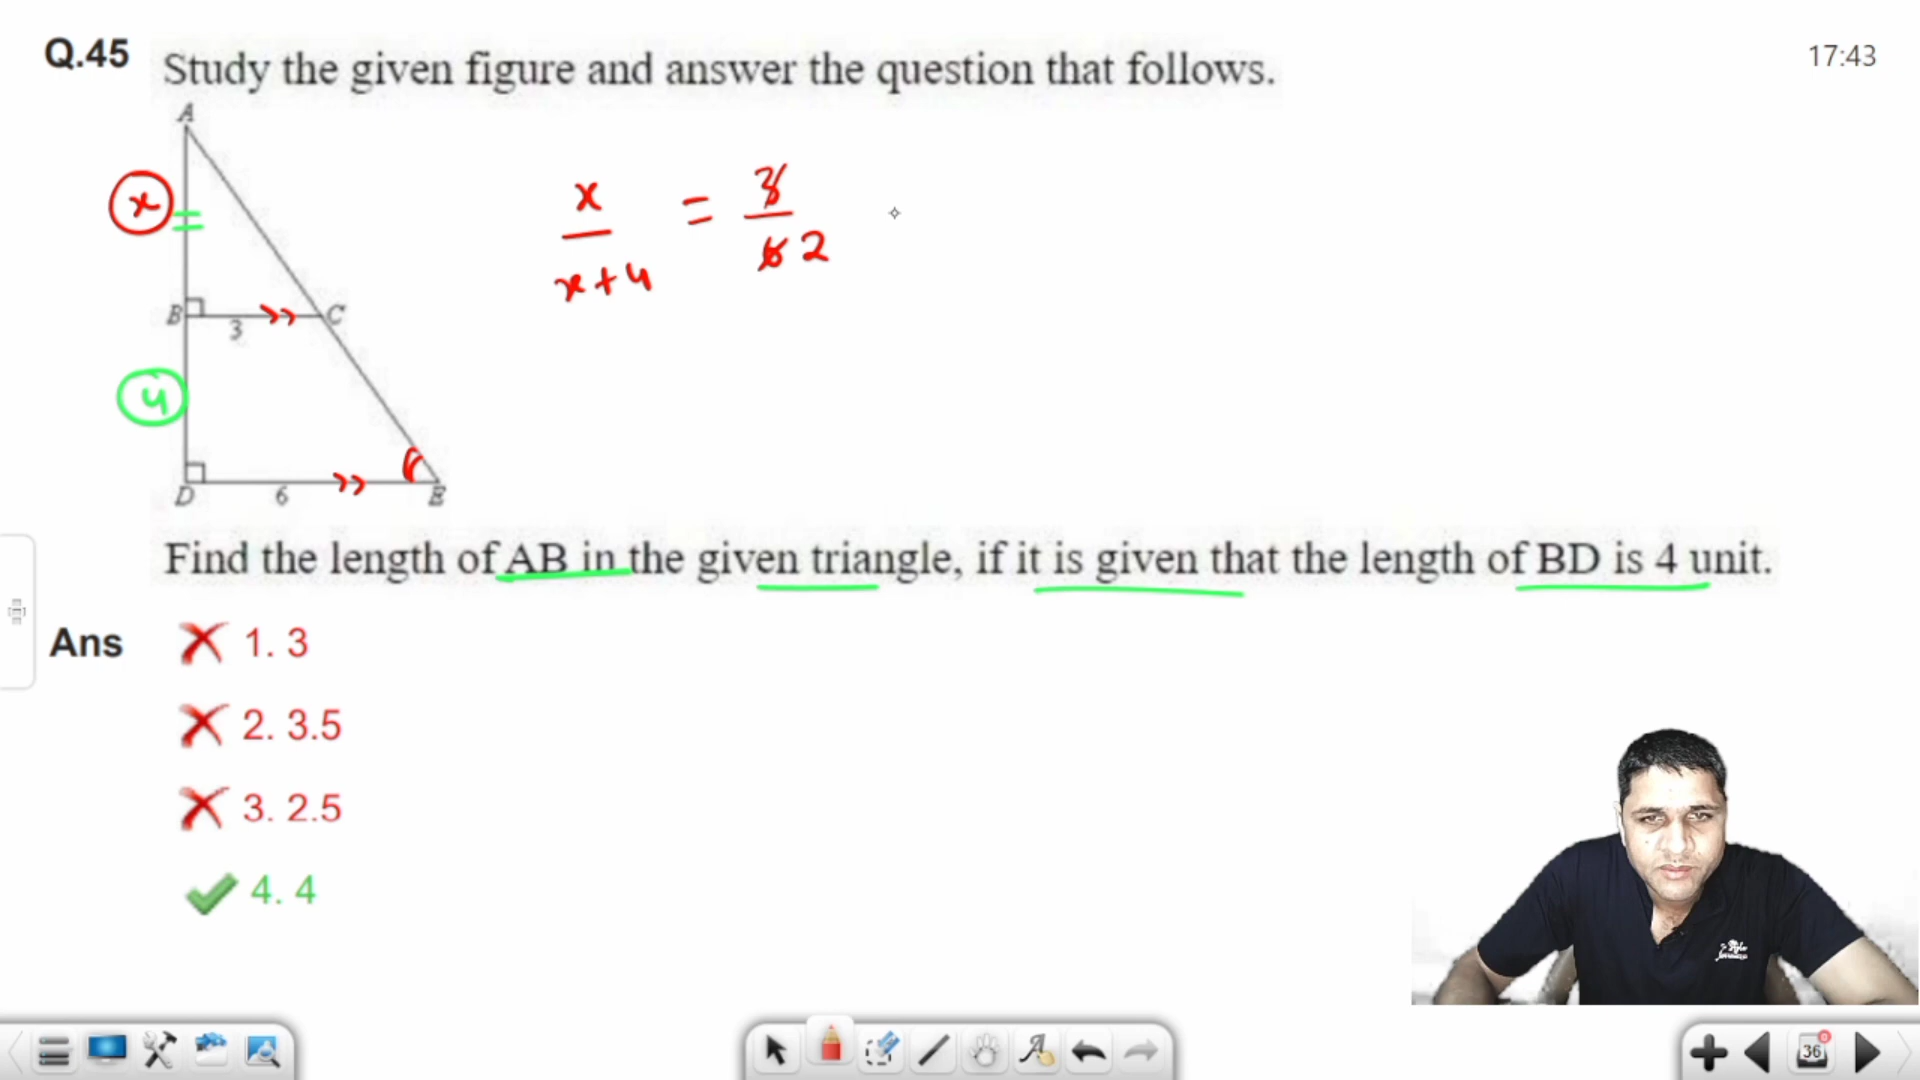 Q.45 Study the given figure and answer the question that follows.
17:43
A
x
x
x+4
=
3
6 2
B
3
C
4
D
6
E
Find the length of AB in the given triangle, if it is given that the length of BD is 4 unit.
Ans
1. 3
2. 3.5
3. 2.5
4. 4
36
0